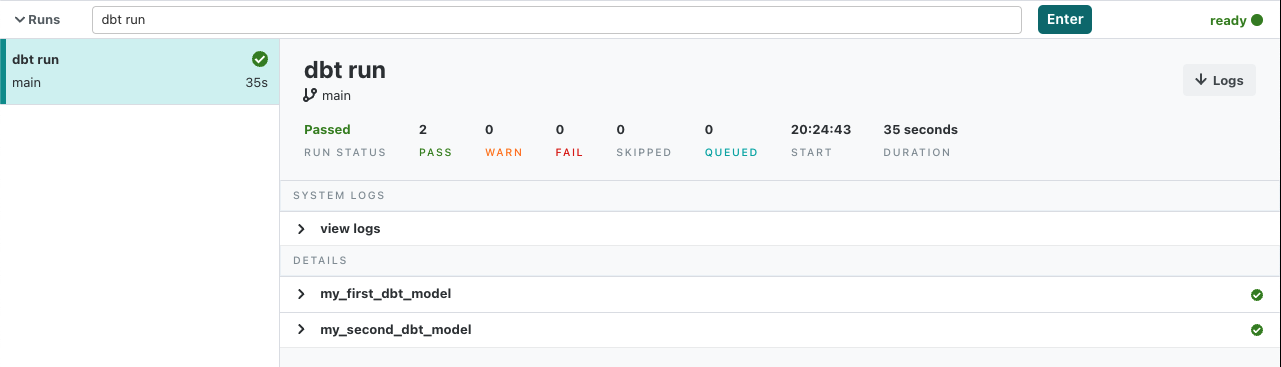 Runs
dbt run
Enter
ready
dbt run
main
35s
dbt run
main
Logs
Passed 2 0 0 0 0 20:24:43 35 seconds
RUN STATUS PASS WARN FAIL SKIPPED QUEUED START DURATION
SYSTEM LOGS
view logs
DETAILS
my_first_dbt_model
my_second_dbt_model